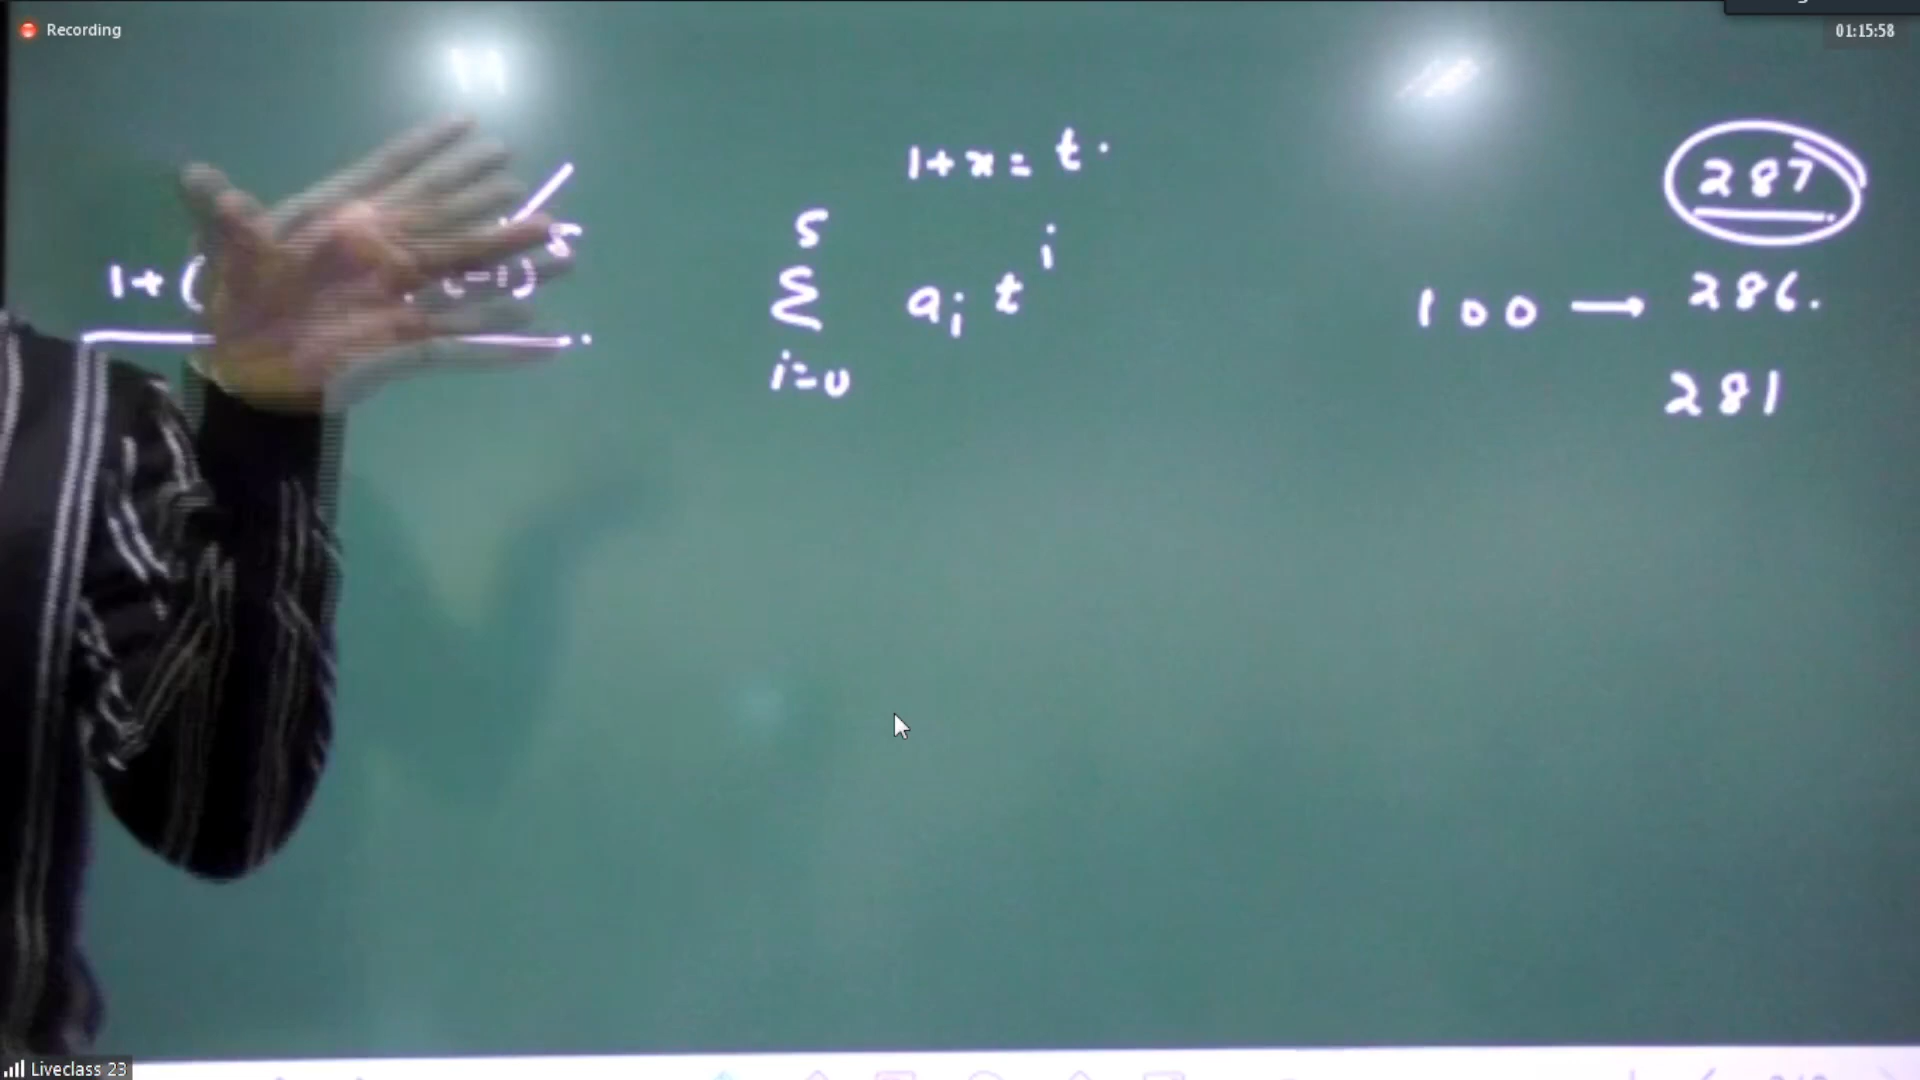 Recording
01:15:58
1+x = t.
287
5
1+( -1)^5
Σ a_i t^i
i=0
100 → 286.
281
Liveclass 23